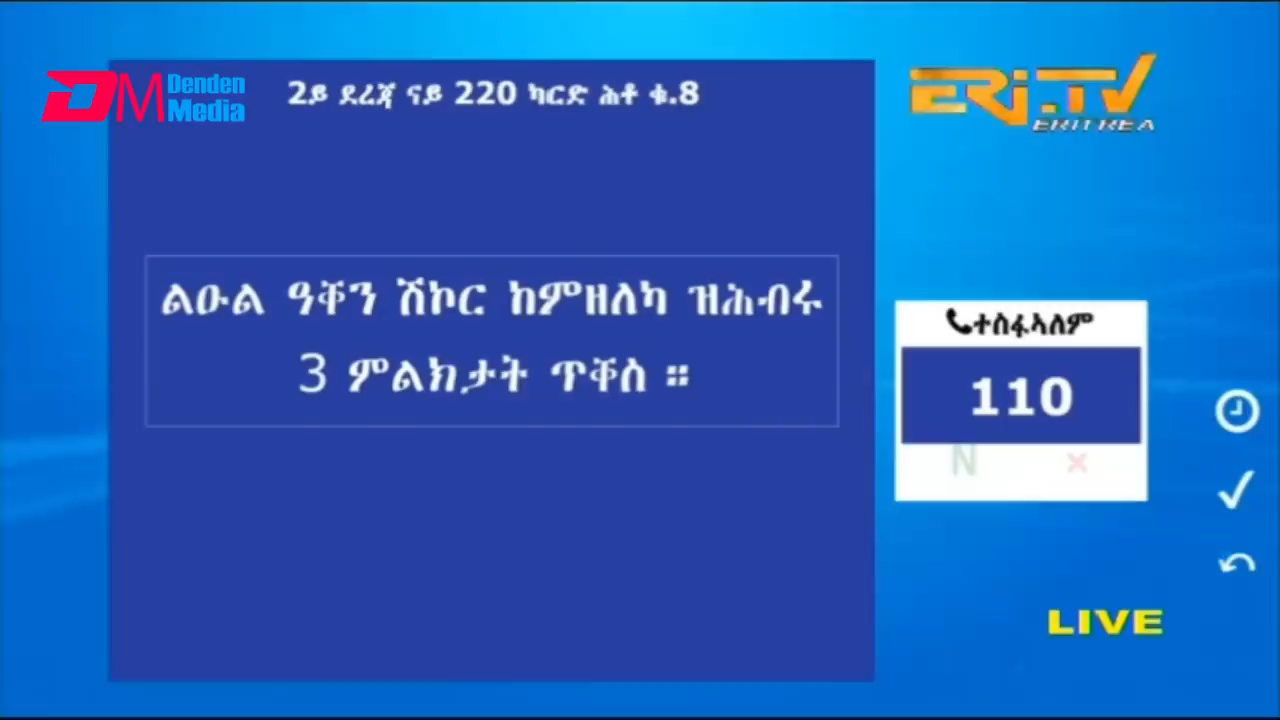 DM Denden Media
2ይ ደረጃ ናይ 220 ካርድ ሕቶ ቁ.8
ERi.TV
ERITREA
ልዑል ዓቐን ሽኮር ከምዘለካ ዝሕብሩ
3 ምልክታት ጥቐስ ።
ተስፋኣለም
110
N ×
LIVE